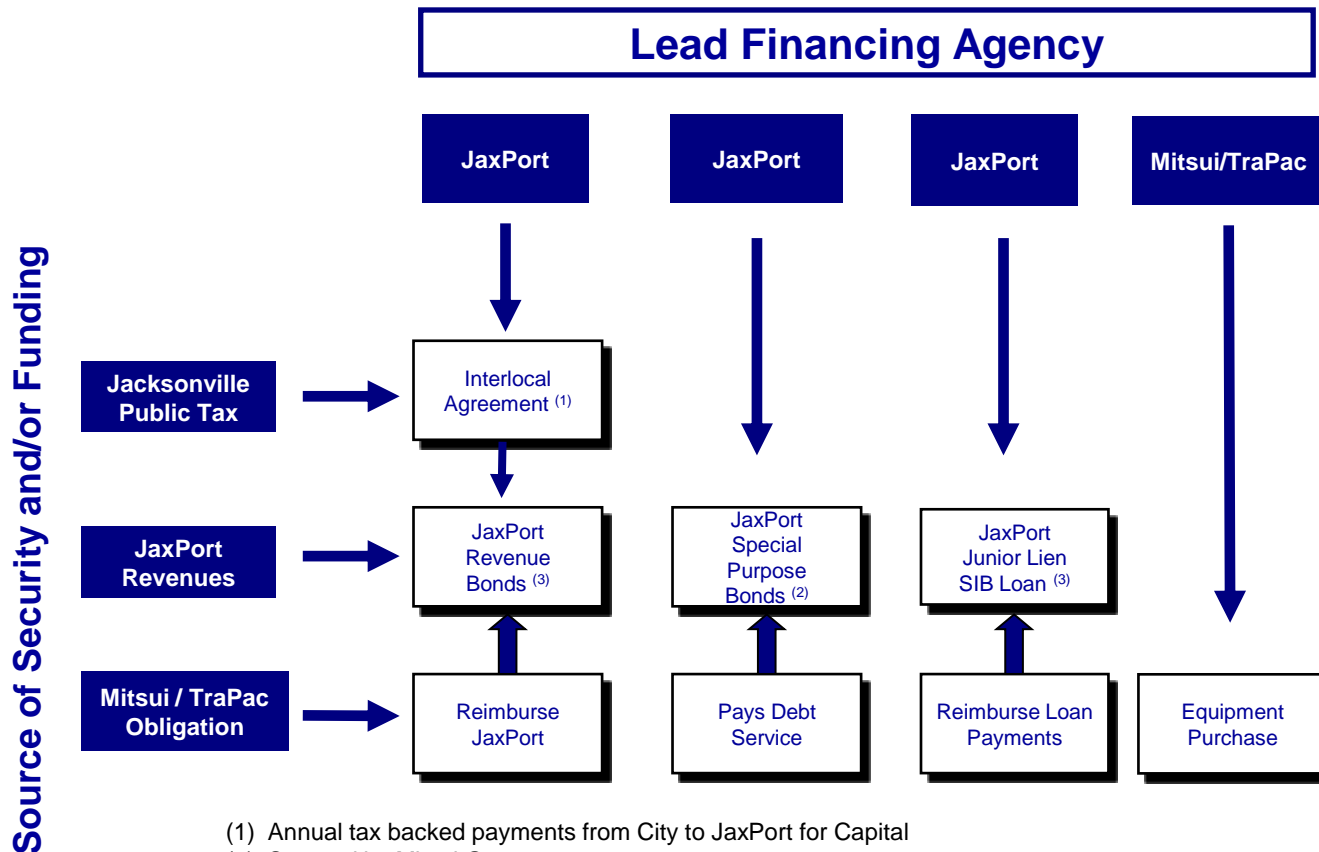 Lead Financing Agency
JaxPort
JaxPort
JaxPort
Mitsui/TraPac
Source of Security and/or Funding
Jacksonville
Public Tax
Interlocal
Agreement (1)
JaxPort
Revenues
JaxPort
Revenue
Bonds (3)
JaxPort
Special
Purpose
Bonds (2)
JaxPort
Junior Lien
SIB Loan (3)
Mitsui / TraPac
Obligation
Reimburse
JaxPort
Pays Debt
Service
Reimburse Loan
Payments
Equipment
Purchase
(1) Annual tax backed payments from City to JaxPort for Capital